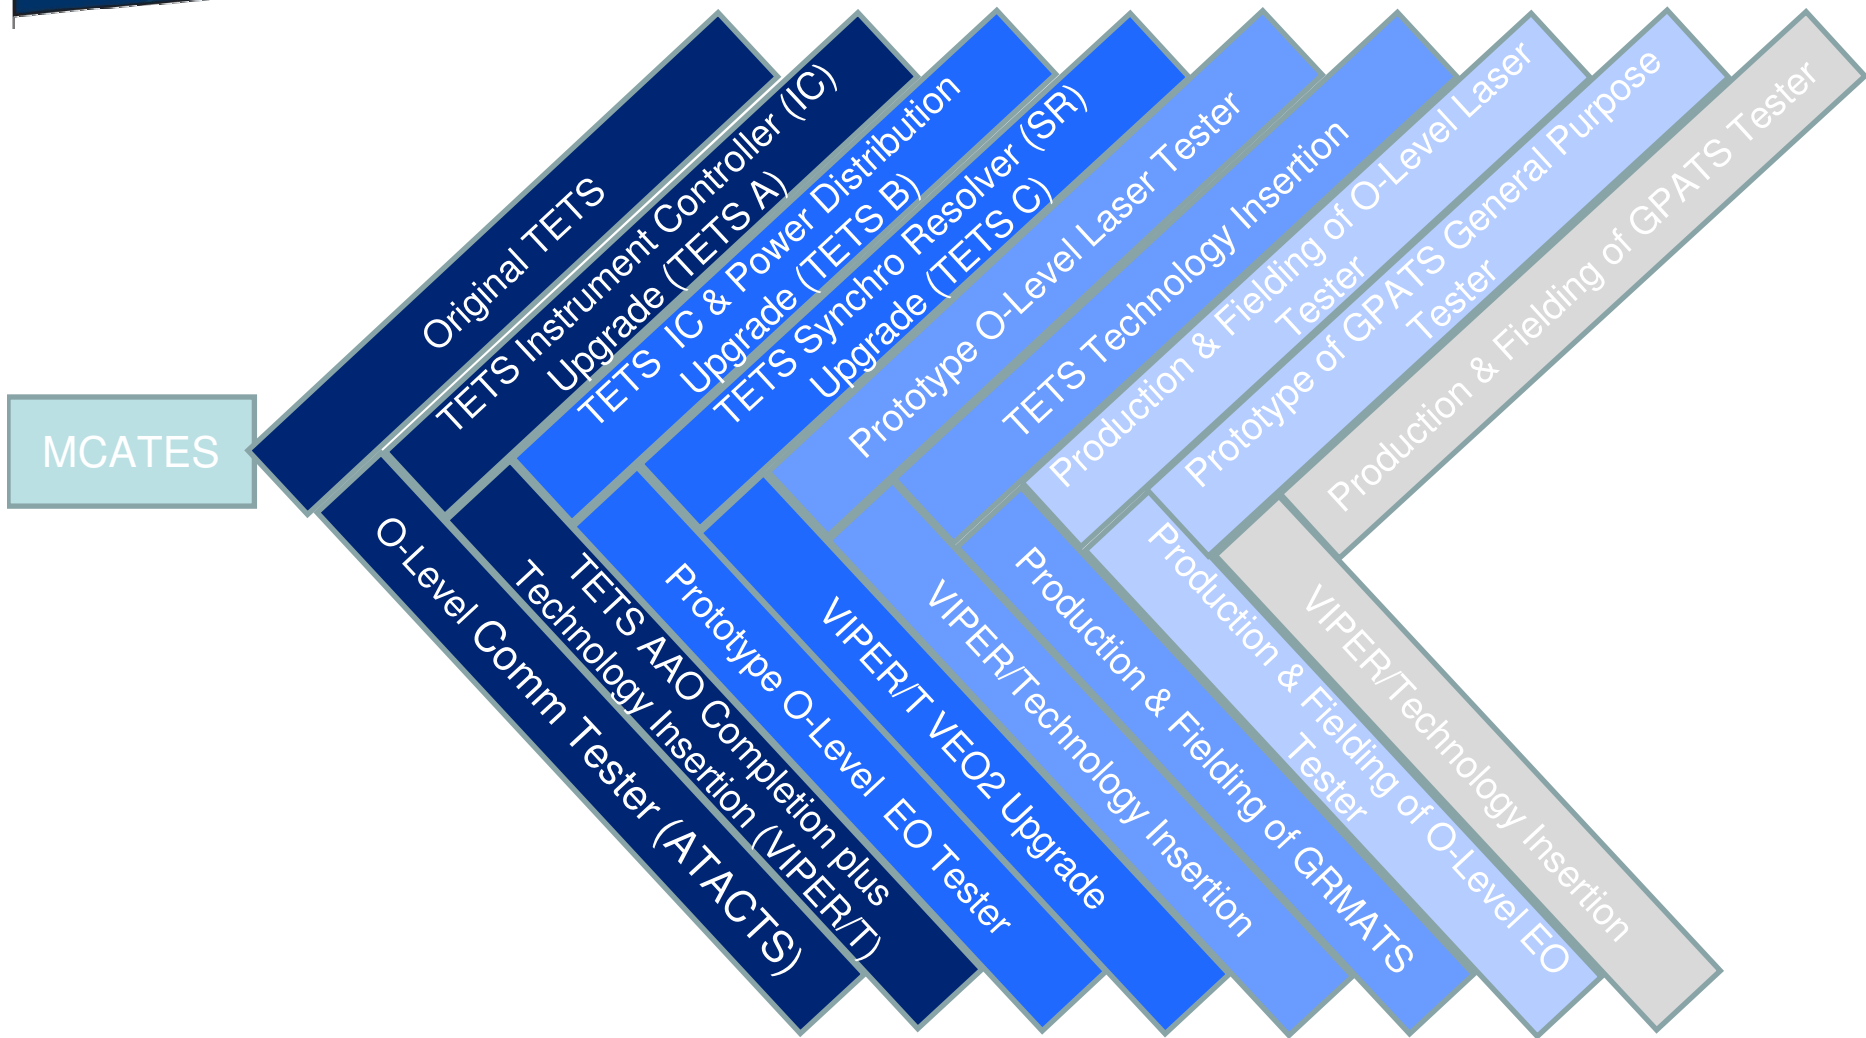 MCATES
Original TETS
TETS Instrument Controller (IC)
Upgrade (TETS A)
TETS IC & Power Distribution
Upgrade (TETS B)
TETS Synchro Resolver (SR)
Upgrade (TETS C)
Prototype O-Level Laser Tester
TETS Technology Insertion
Production & Fielding of O-Level Laser
Tester
Prototype of GPATS General Purpose
Tester
Production & Fielding of GPATS Tester
O-Level Comm Tester (ATACTS)
TETS AAO Completion plus
Technology Insertion (VIPER/T)
Prototype O-Level EO Tester
VIPER/T VEO2 Upgrade
VIPER/Technology Insertion
Production & Fielding of GRMATS
Production & Fielding of O-Level EO
Tester
VIPER/Technology Insertion